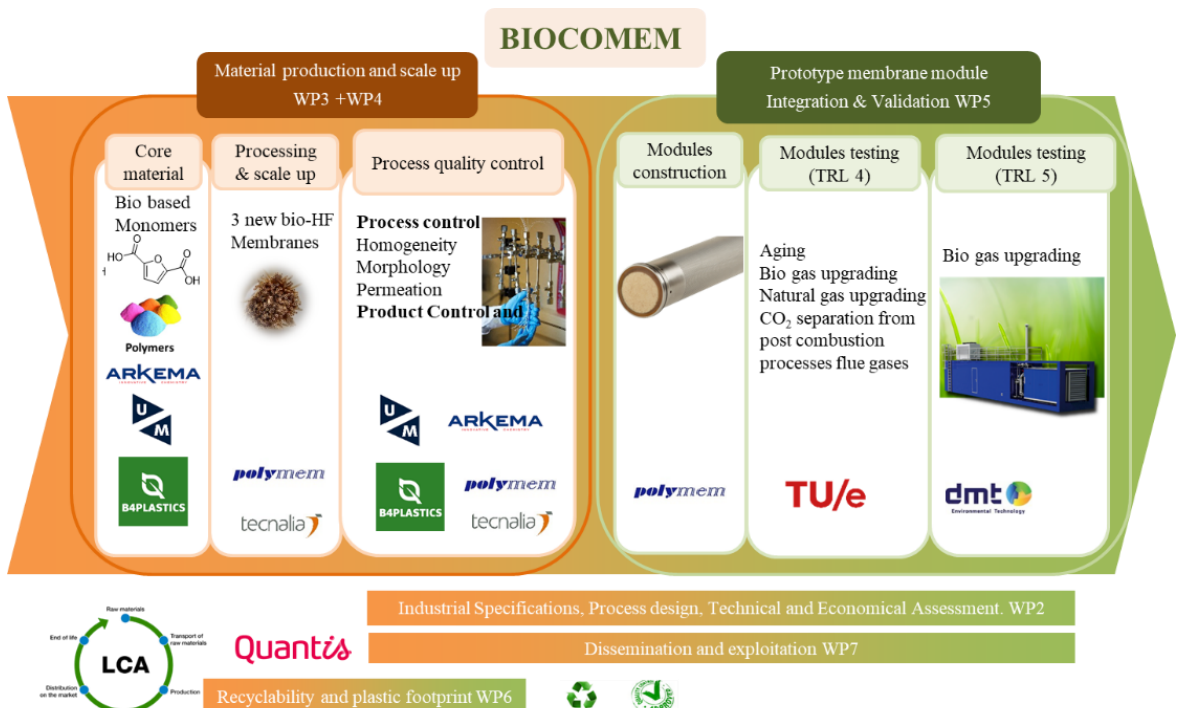 BIOCOMEM
Material production and scale up
WP3 +WP4
Prototype membrane module
Integration & Validation WP5
Core
material
Processing
& scale up
Process quality control
Modules
construction
Modules testing
(TRL 4)
Modules testing
(TRL 5)
Bio based
Monomers
O
HO
O
O
OH
Polymers
ARKEMA
INNOVATIVE CHEMISTRY
U
M
B4PLASTICS
3 new bio-HF
Membranes
polymem
tecnalia
Process control
Homogeneity
Morphology
Permeation
Product Control and
U
M
ARKEMA
INNOVATIVE CHEMISTRY
B4PLASTICS
polymem
tecnalia
polymem
Aging
Bio gas upgrading
Natural gas upgrading
CO₂ separation from
post combustion
processes flue gases
TU/e
Bio gas upgrading
dmt
Environmental Technology
Raw materials
Transport of
raw materials
Production
Distribution
on the market
End of life
LCA
Quantis
Industrial Specifications, Process design, Technical and Economical Assessment. WP2
Dissemination and exploitation WP7
Recyclability and plastic footprint WP6